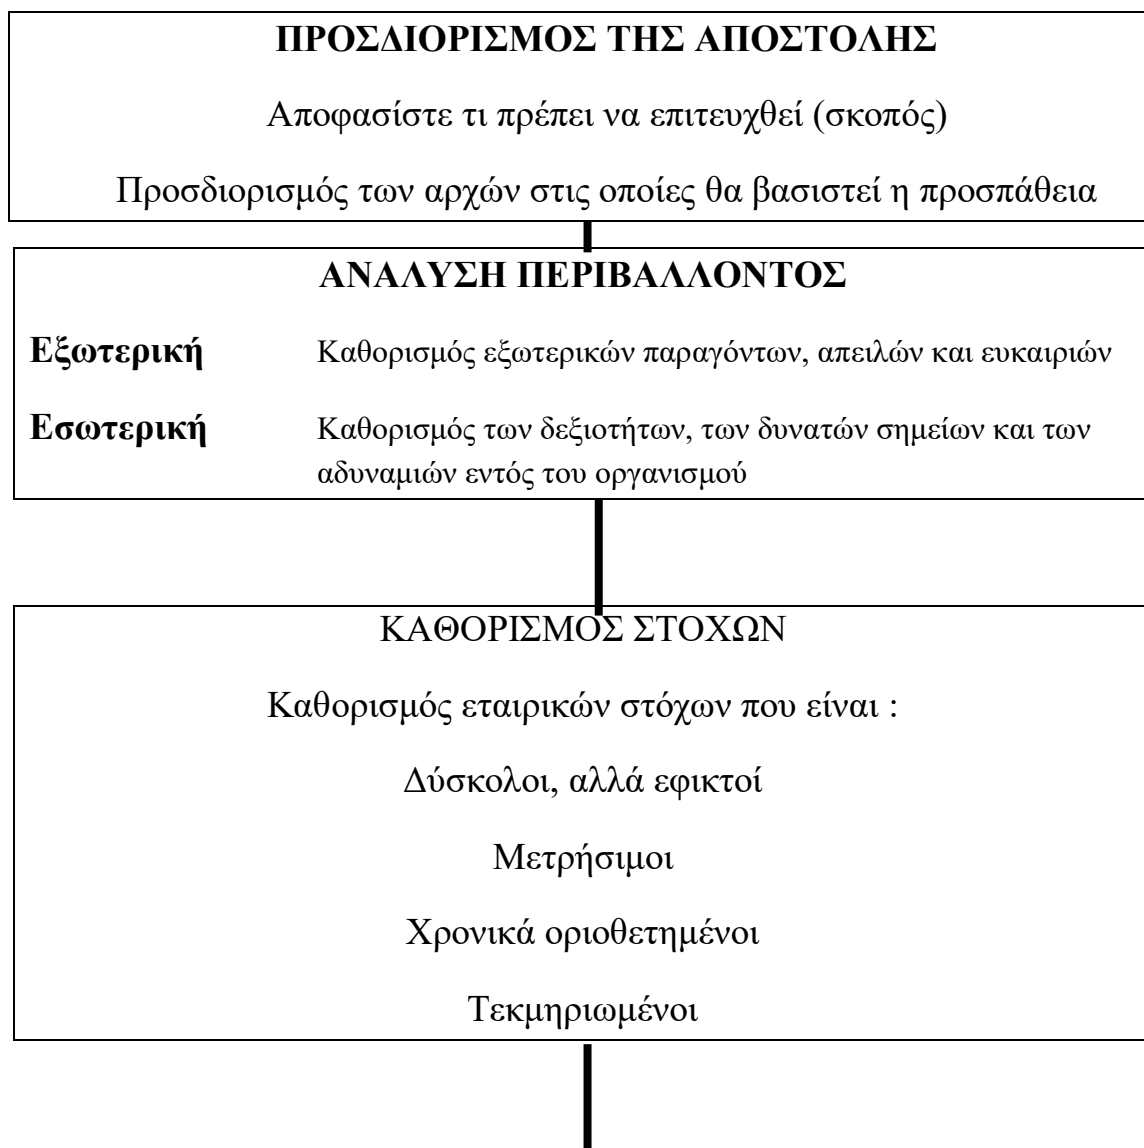 ΠΡΟΣΔΙΟΡΙΣΜΟΣ ΤΗΣ ΑΠΟΣΤΟΛΗΣ
Αποφασίστε τι πρέπει να επιτευχθεί (σκοπός)
Προσδιορισμός των αρχών στις οποίες θα βασιστεί η προσπάθεια
ΑΝΑΛΥΣΗ ΠΕΡΙΒΑΛΛΟΝΤΟΣ
Εξωτερική Καθορισμός εξωτερικών παραγόντων, απειλών και ευκαιριών
Εσωτερική Καθορισμός των δεξιοτήτων, των δυνατών σημείων και των
αδυναμιών εντός του οργανισμού
ΚΑΘΟΡΙΣΜΟΣ ΣΤΟΧΩΝ
Καθορισμός εταιρικών στόχων που είναι :
Δύσκολοι, αλλά εφικτοί
Μετρήσιμοι
Χρονικά οριοθετημένοι
Τεκμηριωμένοι